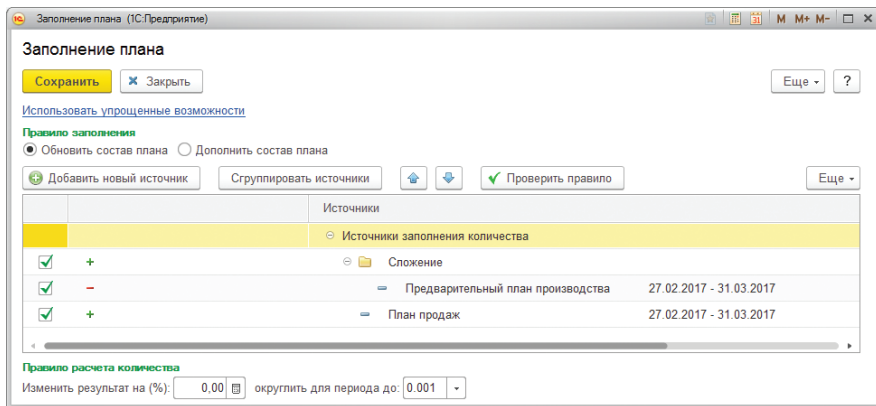 1С Заполнение плана (1С:Предприятие) 31 M M+ M-
Заполнение плана
Сохранить Закрыть Еще ?
Использовать упрощенные возможности
Правило заполнения
Обновить состав плана Дополнить состав плана
Добавить новый источник Сгруппировать источники Проверить правило Еще
Источники
Источники заполнения количества
+ Сложение
− Предварительный план производства 27.02.2017 - 31.03.2017
+ План продаж 27.02.2017 - 31.03.2017
Правило расчета количества
Изменить результат на (%): 0,00 округлить для периода до: 0.001